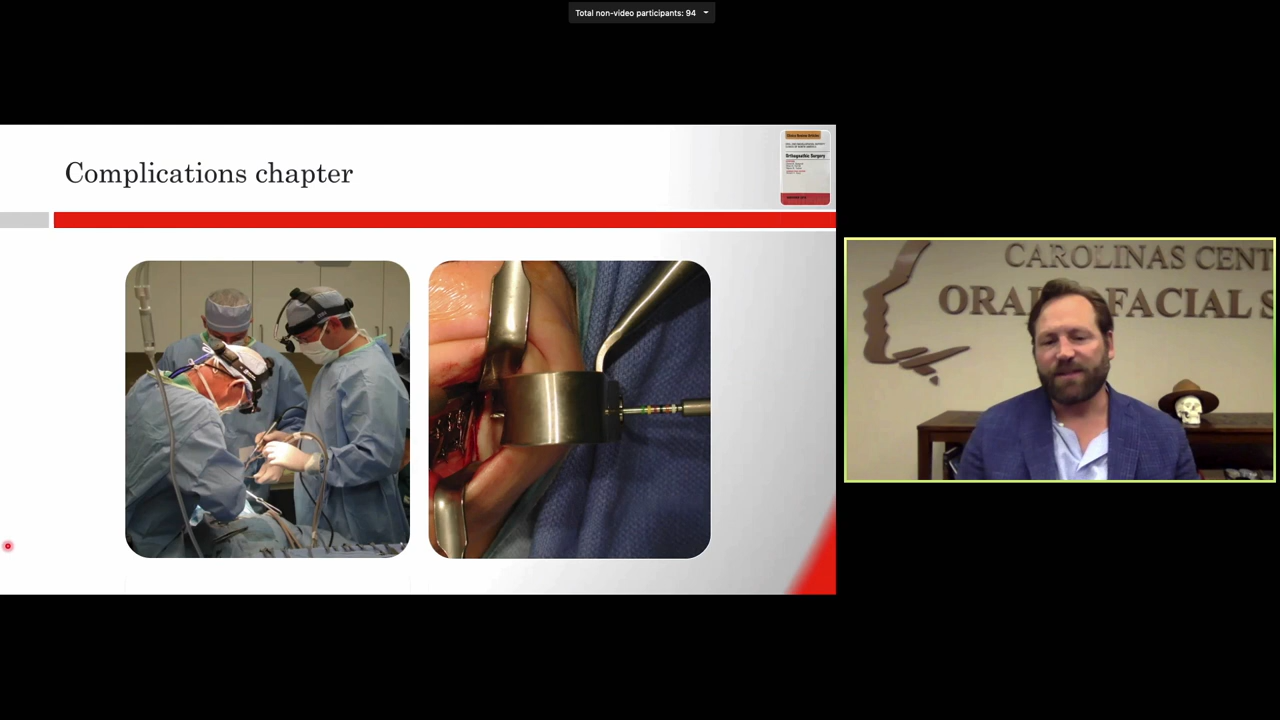 Total non-video participants: 94
Complications chapter
Orthognathic Surgery
CAROLINAS CENT
ORAL FACIAL S